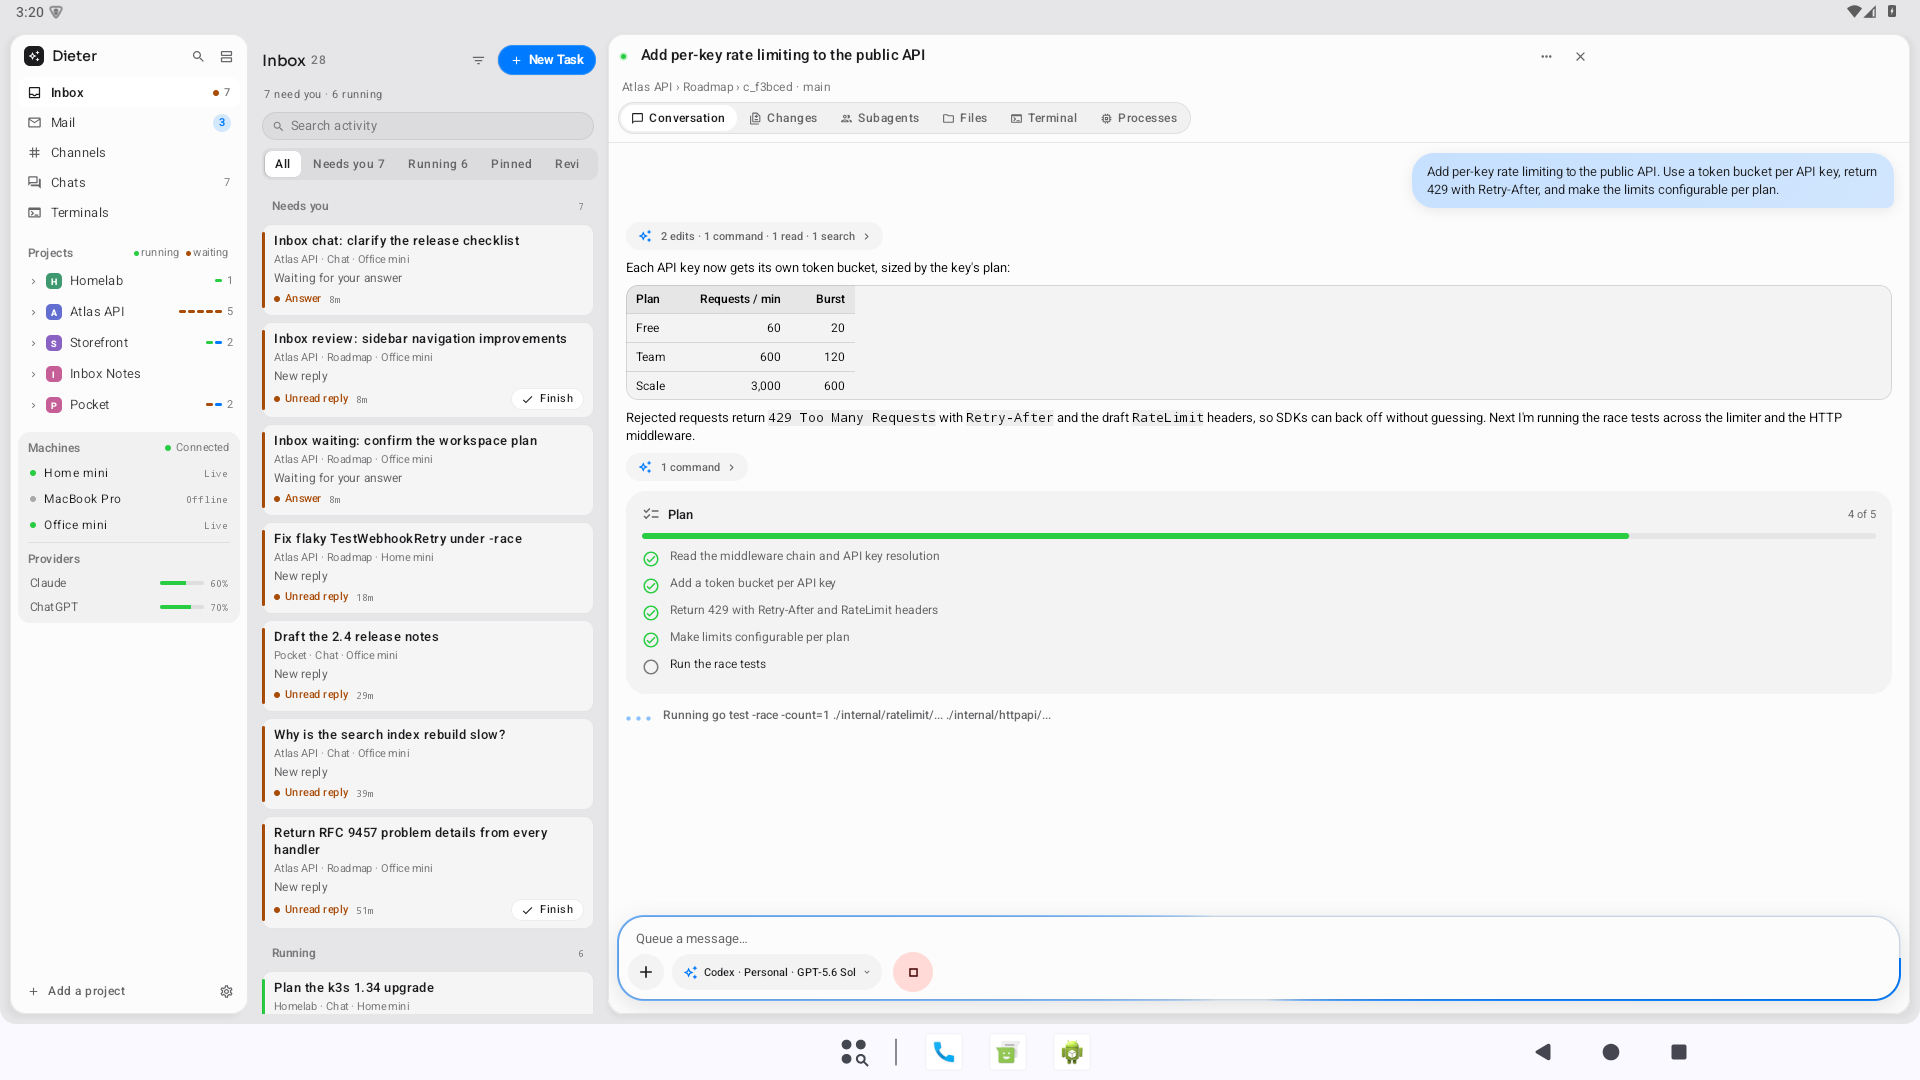 3:20
Dieter
Inbox
7
Mail
3
Channels
Chats
7
Terminals
Projects
running
waiting
H
Homelab
1
A
Atlas API
5
S
Storefront
2
I
Inbox Notes
P
Pocket
2
Machines
Connected
Home mini
Live
MacBook Pro
Offline
Office mini
Live
Providers
Claude
60%
ChatGPT
70%
Add a project
Inbox 28
New Task
7 need you · 6 running
Search activity
All
Needs you 7
Running 6
Pinned
Revi
Needs you
7
Inbox chat: clarify the release checklist
Atlas API · Chat · Office mini
Waiting for your answer
Answer 8m
Inbox review: sidebar navigation improvements
Atlas API · Roadmap · Office mini
New reply
Unread reply 8m
Finish
Inbox waiting: confirm the workspace plan
Atlas API · Roadmap · Office mini
Waiting for your answer
Answer 8m
Fix flaky TestWebhookRetry under -race
Atlas API · Roadmap · Home mini
New reply
Unread reply 18m
Draft the 2.4 release notes
Pocket · Chat · Office mini
New reply
Unread reply 29m
Why is the search index rebuild slow?
Atlas API · Chat · Office mini
New reply
Unread reply 39m
Return RFC 9457 problem details from every
handler
Atlas API · Roadmap · Office mini
New reply
Unread reply 51m
Finish
Running
6
Plan the k3s 1.34 upgrade
Homelab · Chat · Home mini
Add per-key rate limiting to the public API
Atlas API › Roadmap › c_f3bced · main
Conversation
Changes
Subagents
Files
Terminal
Processes
Add per-key rate limiting to the public API. Use a token bucket per API key, return
429 with Retry-After, and make the limits configurable per plan.
2 edits · 1 command · 1 read · 1 search
Each API key now gets its own token bucket, sized by the key's plan:
Plan Requests / min Burst
Free 60 20
Team 600 120
Scale 3,000 600
Rejected requests return 429 Too Many Requests with Retry-After and the draft RateLimit headers, so SDKs can back off without guessing. Next I'm running the race tests across the limiter and the HTTP
middleware.
1 command
Plan
4 of 5
Read the middleware chain and API key resolution
Add a token bucket per API key
Return 429 with Retry-After and RateLimit headers
Make limits configurable per plan
Run the race tests
Running go test -race -count=1 ./internal/ratelimit/... ./internal/httpapi/...
Queue a message...
Codex · Personal · GPT-5.6 Sol